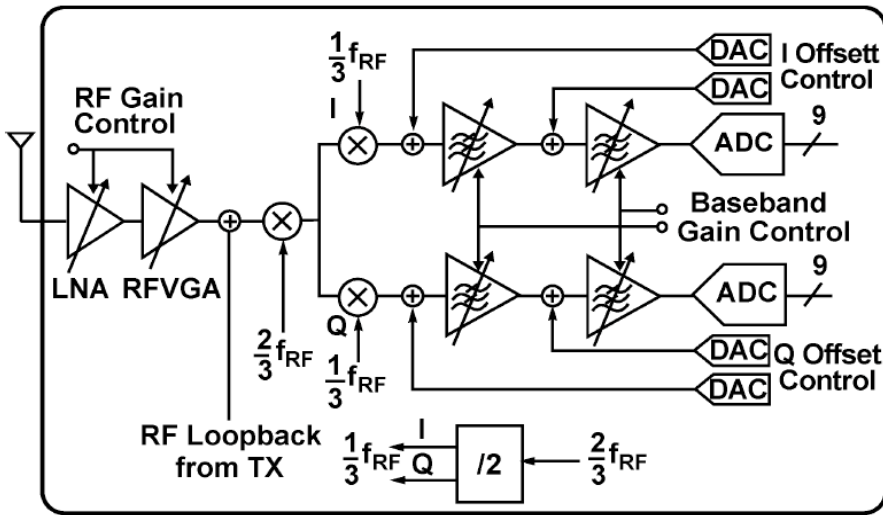 DAC
I Offsett
Control
DAC
1/3 fRF
I
RF Gain
Control
9
ADC
LNA
RFVGA
Baseband
Gain Control
2/3 fRF
Q
1/3 fRF
9
ADC
DAC
Q Offset
Control
DAC
RF Loopback
from TX
1/3 fRF
I
Q
/2
2/3 fRF